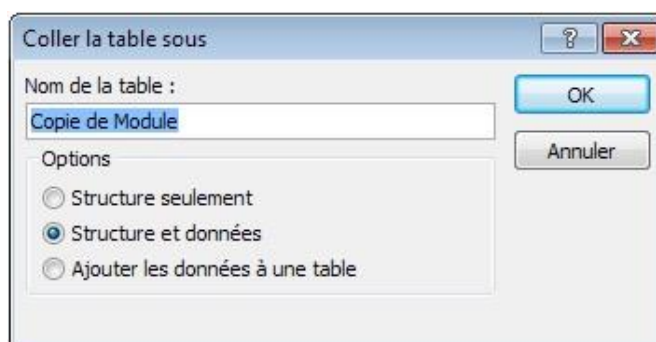 Coller la table sous
Nom de la table :
OK
Copie de Module
Annuler
Options
Structure seulement
Structure et données
Ajouter les données à une table